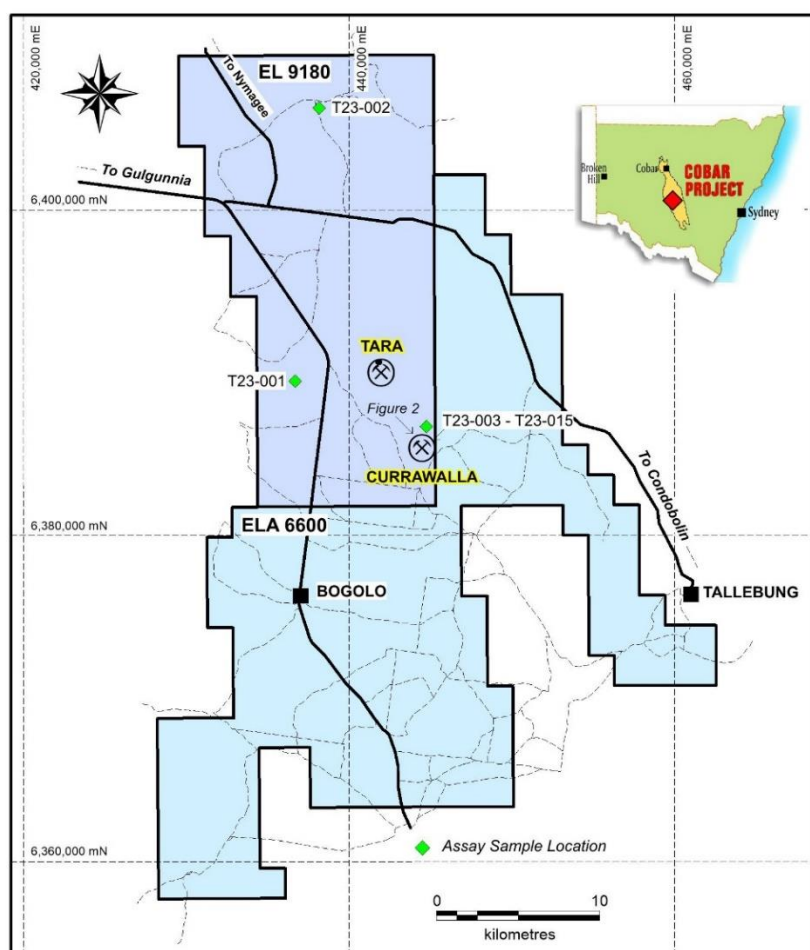 420,000 mE
440,000 mE
460,000 mE
To Nymagee
EL 9180
T23-002
To Gulgunnia
6,400,000 mN
Broken
Hill
Cobar
COBAR
PROJECT
Sydney
TARA
T23-001
Figure 2
T23-003 - T23-015
CURRAWALLA
To Condobolin
6,380,000 mN
ELA 6600
BOGOLO
TALLEBUNG
6,360,000 mN
Assay Sample Location
0
10
kilometres